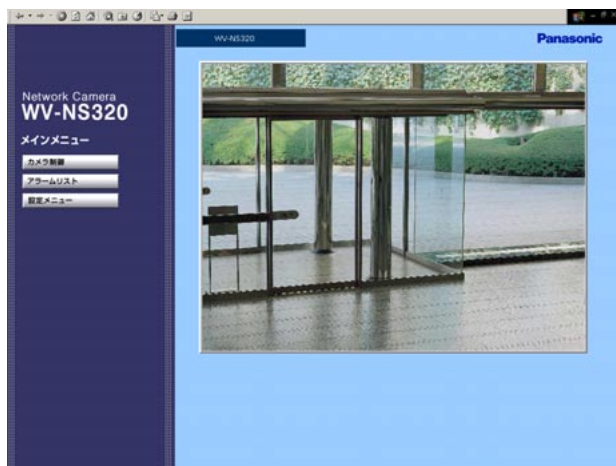 WV-NS320
Panasonic
Network Camera
WV-NS320
メインメニュー
カメラ制御
アラームリスト
設定メニュー